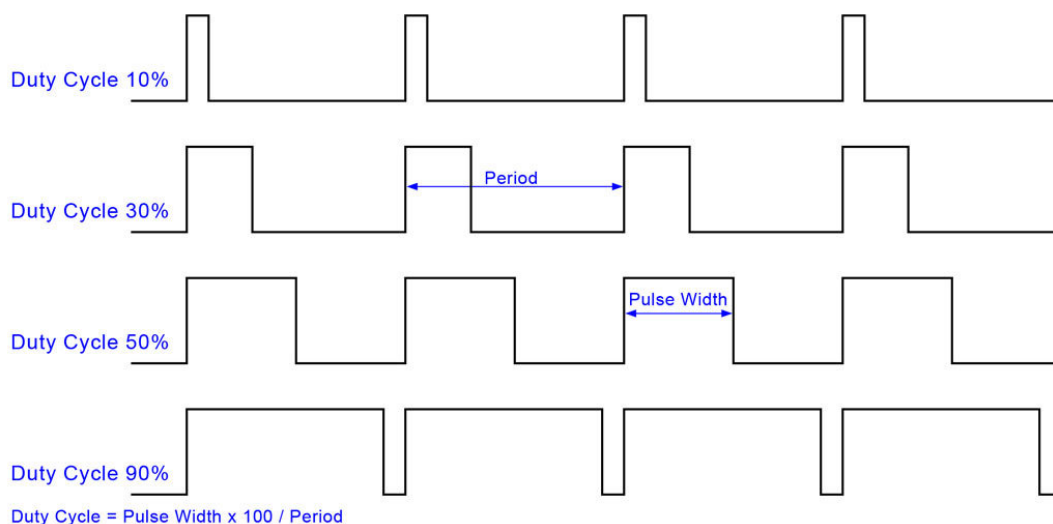 Duty Cycle 10%
Period
Duty Cycle 30%
Pulse Width
Duty Cycle 50%
Duty Cycle 90%
Duty Cycle = Pulse Width x 100 / Period